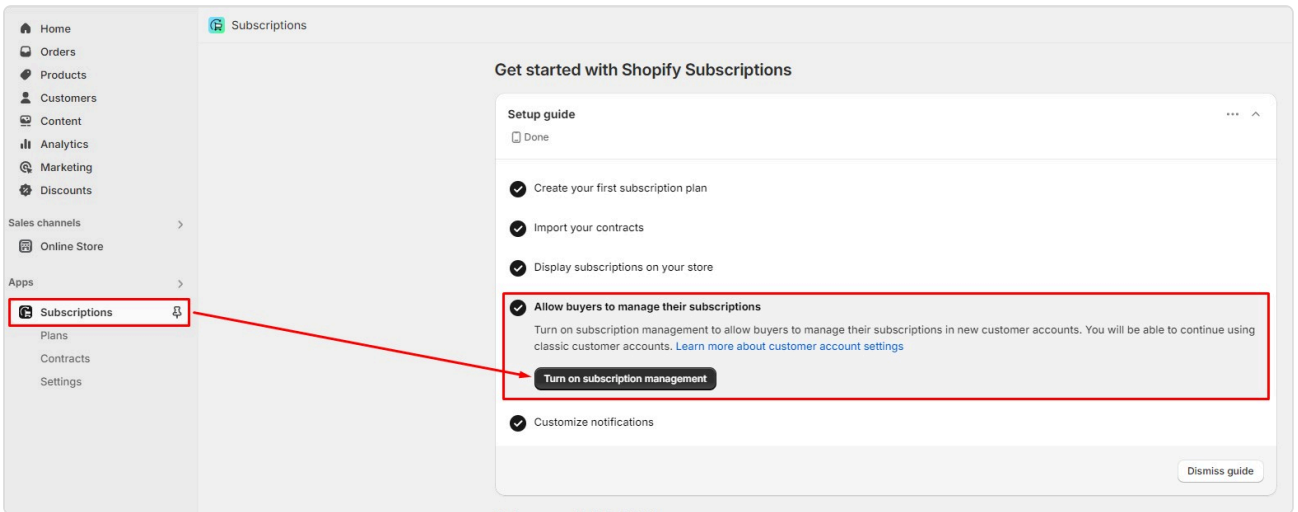 Home
Orders
Products
Customers
Content
Analytics
Marketing
Discounts
Sales channels
Online Store
Apps
Subscriptions
Plans
Contracts
Settings
Subscriptions
Get started with Shopify Subscriptions
Setup guide
Done
Create your first subscription plan
Import your contracts
Display subscriptions on your store
Allow buyers to manage their subscriptions
Turn on subscription management to allow buyers to manage their subscriptions in new customer accounts. You will be able to continue using
classic customer accounts. Learn more about customer account settings
Turn on subscription management
Customize notifications
Dismiss guide